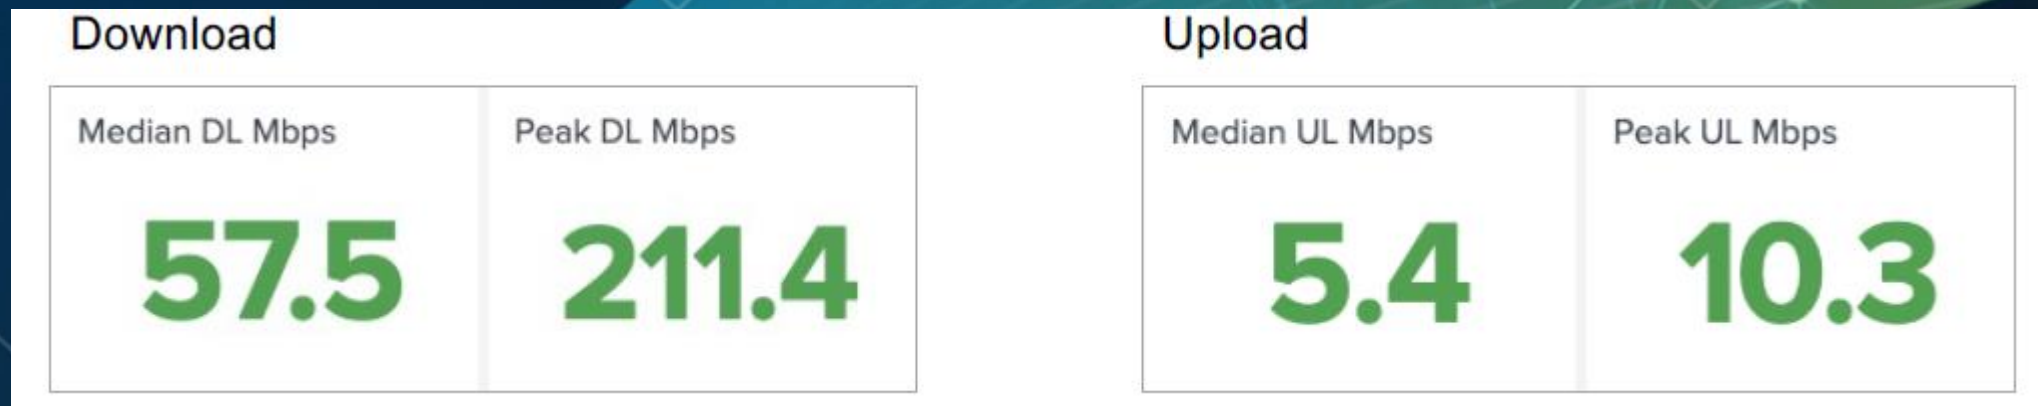 Download
Median DL Mbps
57.5
Peak DL Mbps
211.4
Upload
Median UL Mbps
5.4
Peak UL Mbps
10.3